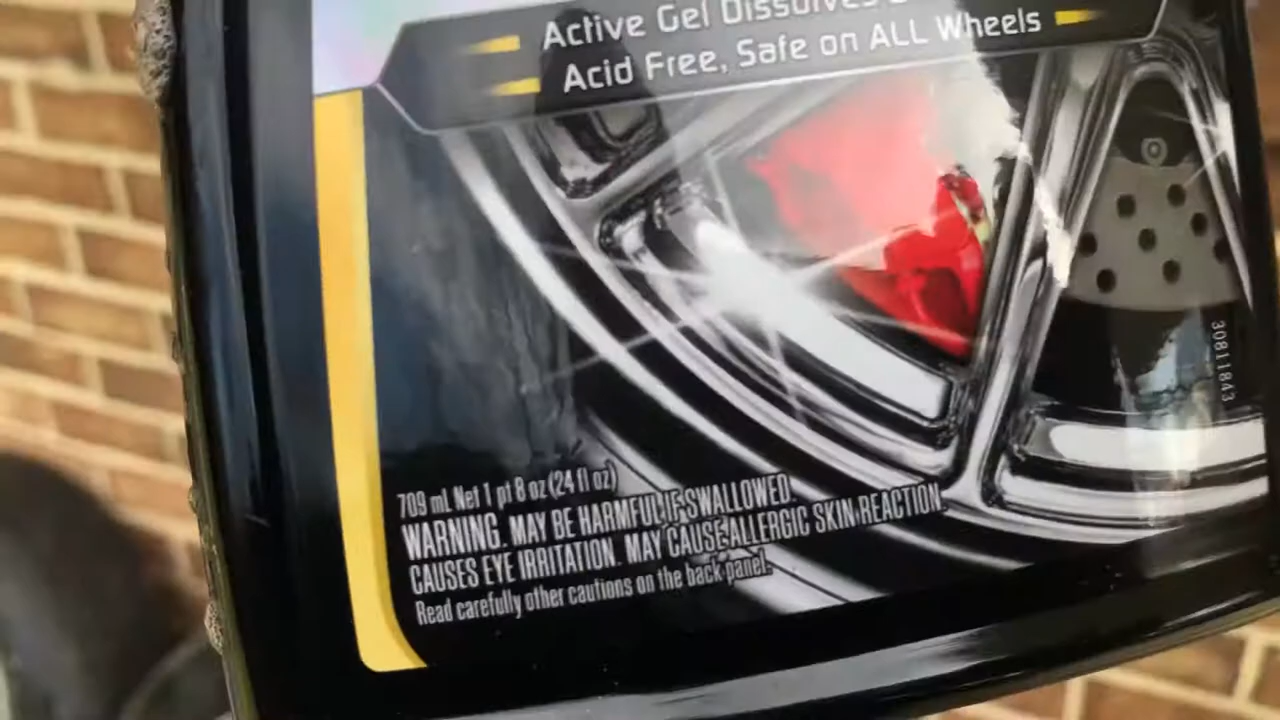 Active Gel Dissolves
Acid Free, Safe on ALL Wheels
30811843
709 mL Net 1 pt 8 oz (24 fl oz)
WARNING. MAY BE HARMFUL IF SWALLOWED.
CAUSES EYE IRRITATION. MAY CAUSE ALLERGIC SKIN REACTION.
Read carefully other cautions on the back panel.